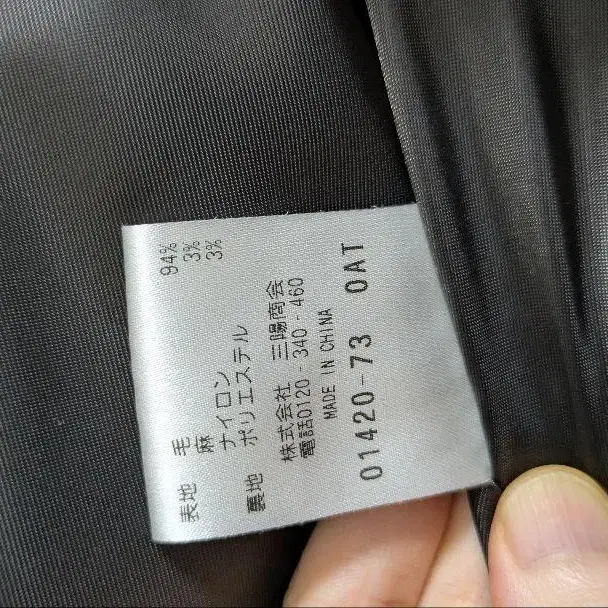 表地 毛 94%
麻 3%
ナイロン 3%
裏地 ポリエステル
株式会社 三陽商会
電話0120-340-460
MADE IN CHINA
01420-73 OAT